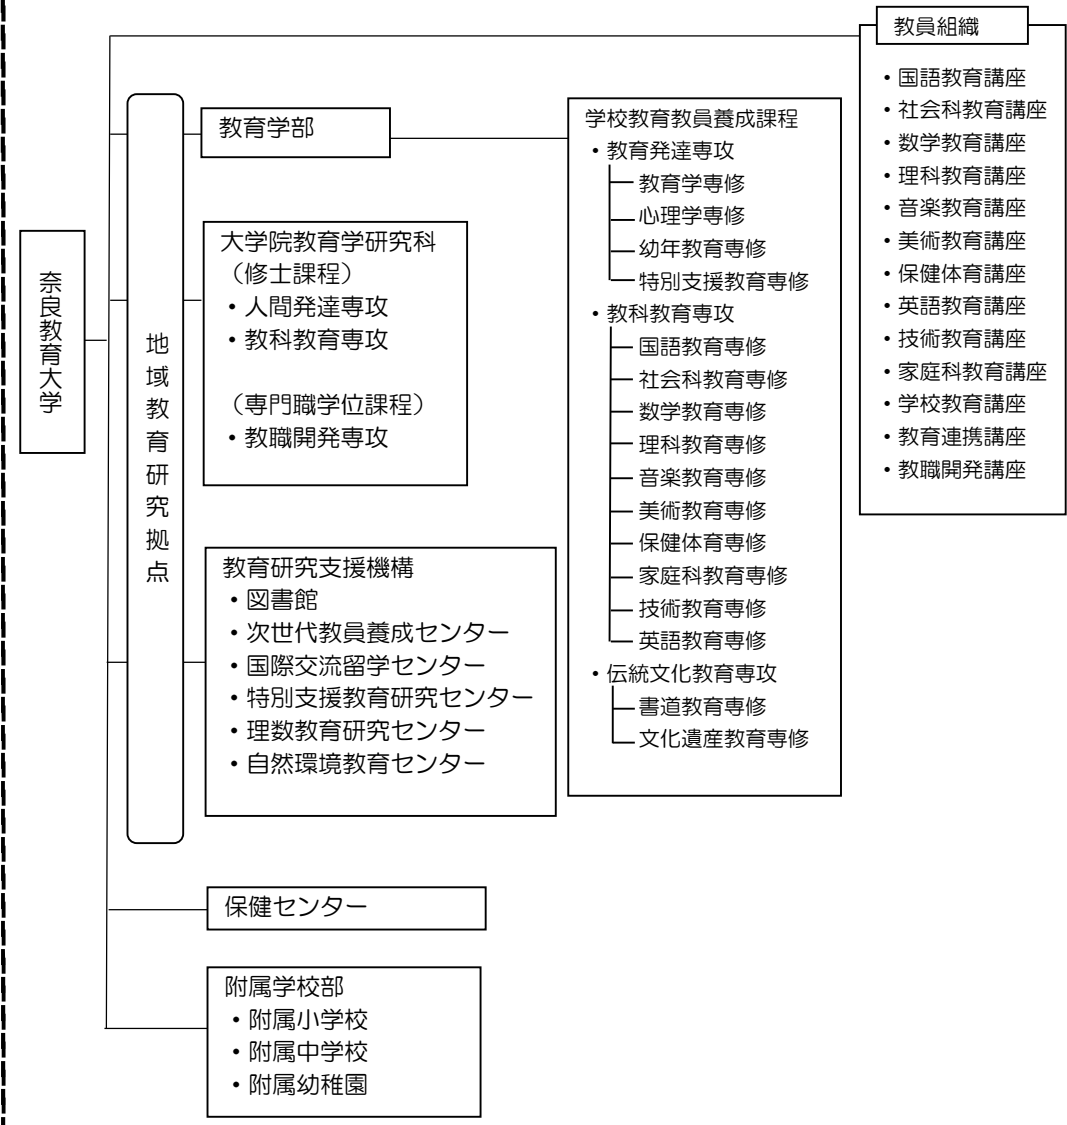 奈良教育大学
地域教育研究拠点
教育学部
大学院教育学研究科
（修士課程）
・人間発達専攻
・教科教育専攻
（専門職学位課程）
・教職開発専攻
教育研究支援機構
・図書館
・次世代教員養成センター
・国際交流留学センター
・特別支援教育研究センター
・理数教育研究センター
・自然環境教育センター
保健センター
附属学校部
・附属小学校
・附属中学校
・附属幼稚園
学校教育教員養成課程
・教育発達専攻
教育学専修
心理学専修
幼年教育専修
特別支援教育専修
・教科教育専攻
国語教育専修
社会科教育専修
数学教育専修
理科教育専修
音楽教育専修
美術教育専修
保健体育専修
家庭科教育専修
技術教育専修
英語教育専修
・伝統文化教育専攻
書道教育専修
文化遺産教育専修
教員組織
・国語教育講座
・社会科教育講座
・数学教育講座
・理科教育講座
・音楽教育講座
・美術教育講座
・保健体育講座
・英語教育講座
・技術教育講座
・家庭科教育講座
・学校教育講座
・教育連携講座
・教職開発講座